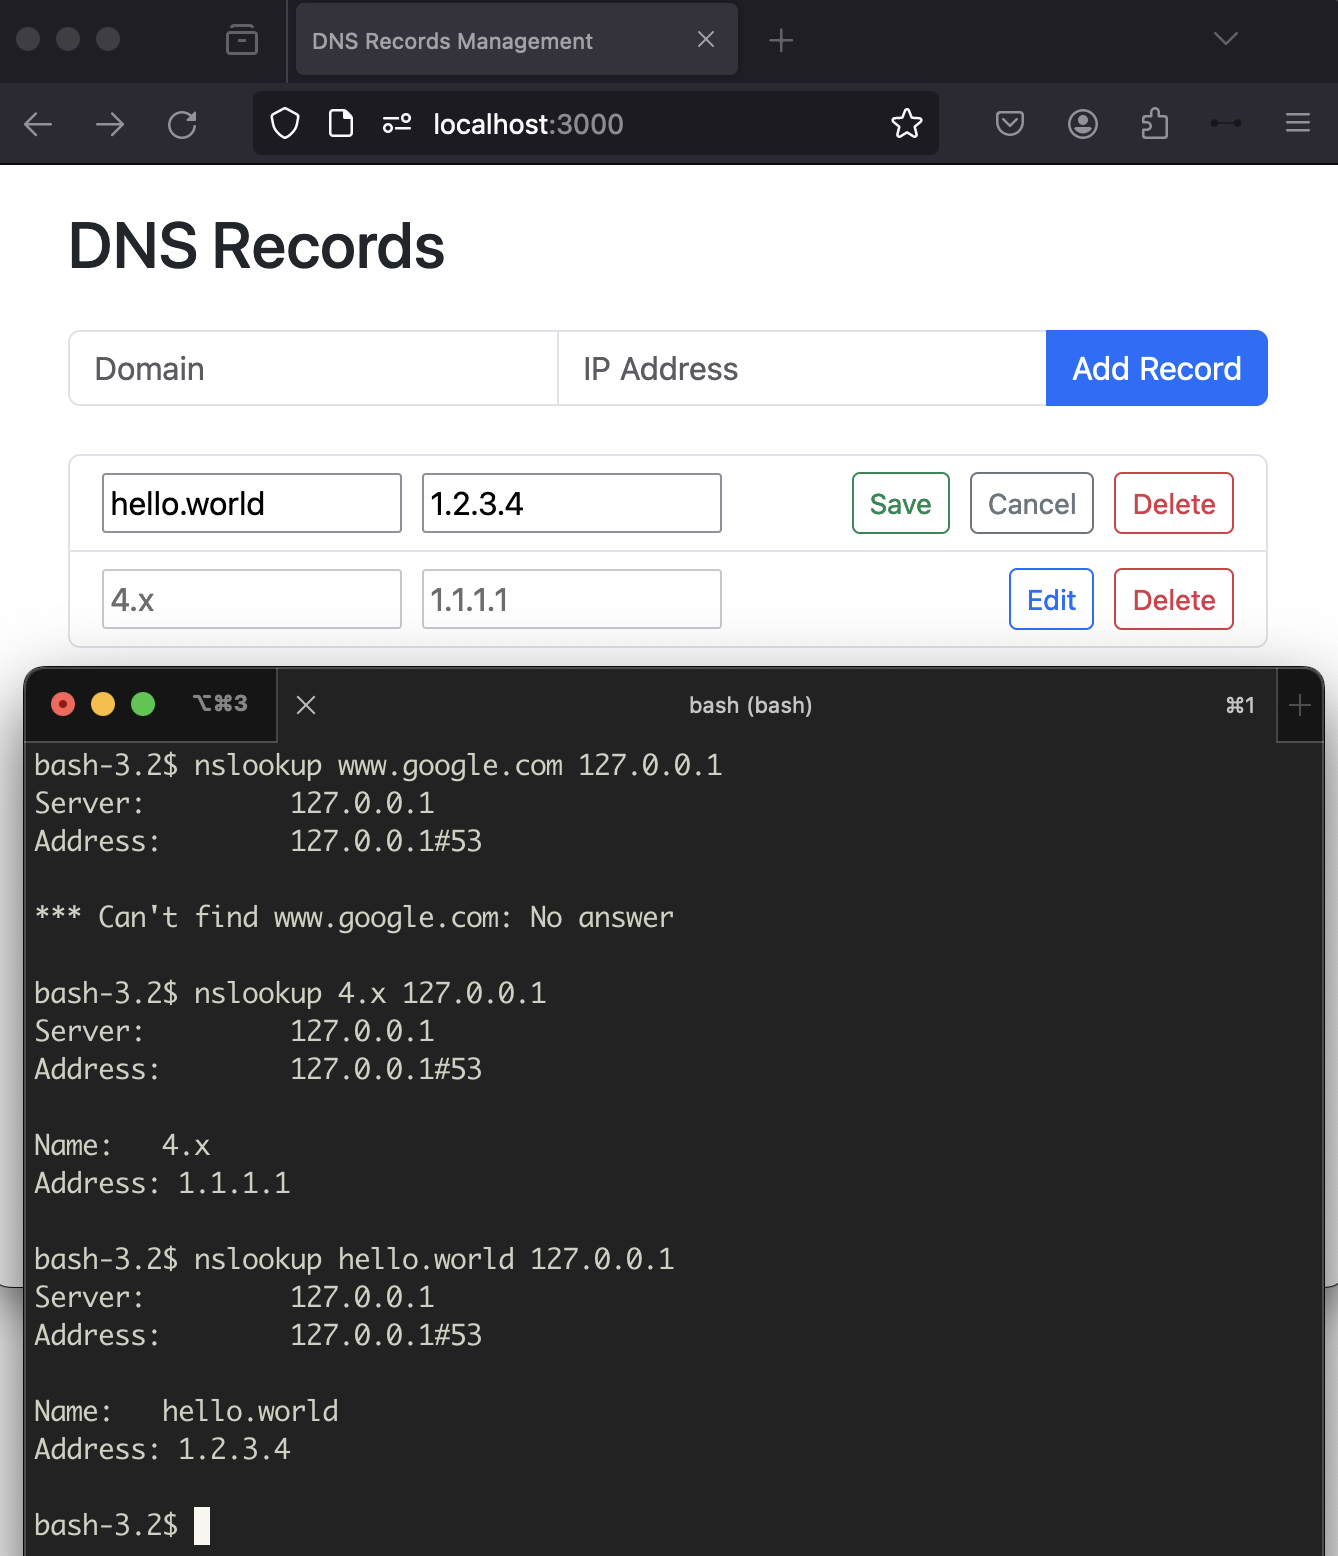 DNS Records Management
localhost:3000
DNS Records
Domain IP Address Add Record
hello.world 1.2.3.4 Save Cancel Delete
4.x 1.1.1.1 Edit Delete
⌥⌘3 bash (bash) ⌘1
bash-3.2$ nslookup www.google.com 127.0.0.1
Server: 127.0.0.1
Address: 127.0.0.1#53
*** Can't find www.google.com: No answer
bash-3.2$ nslookup 4.x 127.0.0.1
Server: 127.0.0.1
Address: 127.0.0.1#53
Name: 4.x
Address: 1.1.1.1
bash-3.2$ nslookup hello.world 127.0.0.1
Server: 127.0.0.1
Address: 127.0.0.1#53
Name: hello.world
Address: 1.2.3.4
bash-3.2$